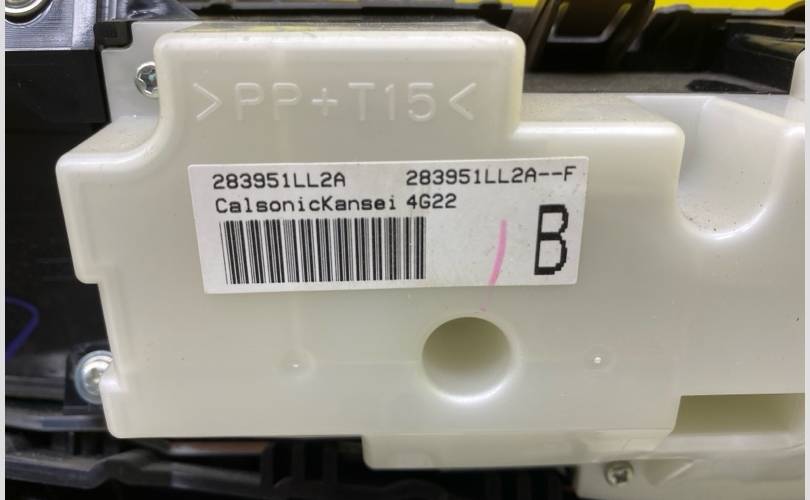 >PP+T15<
283951LL2A 283951LL2A--F
CalsonicKansei 4G22
B